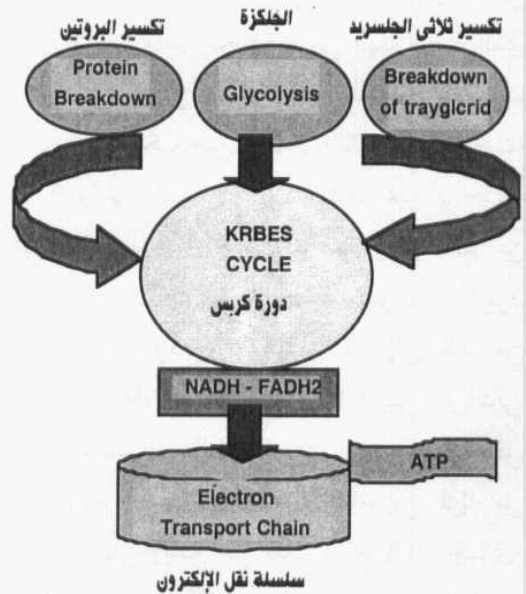 تكسير البروتين
الجلكزة
تكسير ثلاثى الجلسريد
Protein
Breakdown
Glycolysis
Breakdown
of trayglcrid
KRBES
CYCLE
دورة كربس
NADH - FADH2
ATP
Electron
Transport Chain
سلسلة نقل الإلكترون